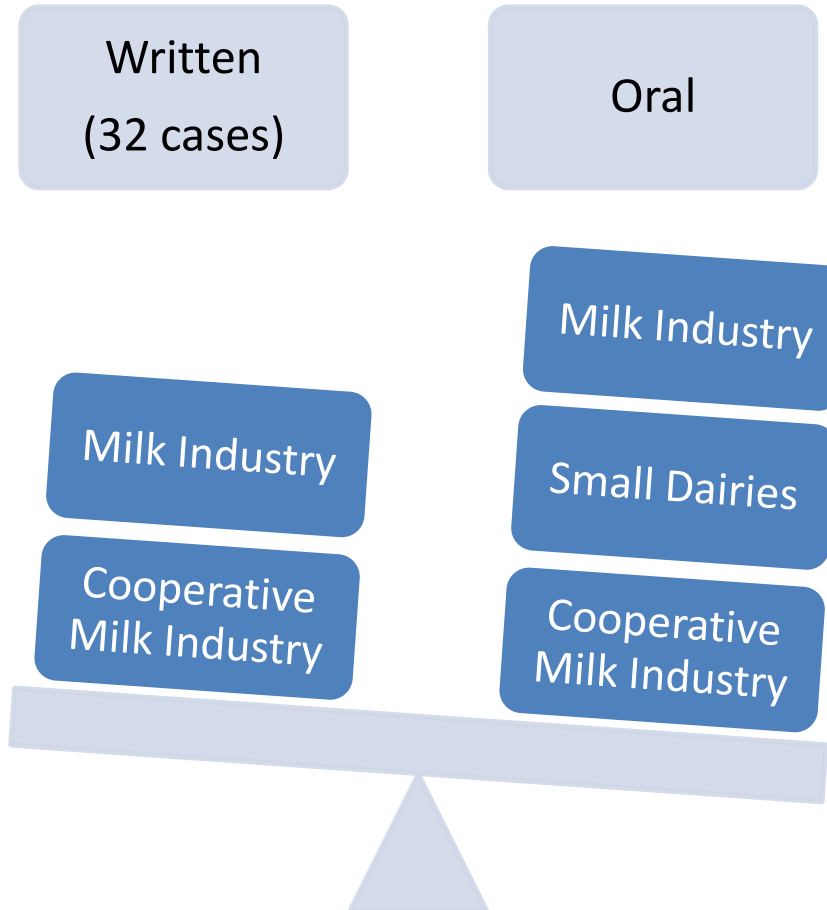 Written
(32 cases)
Oral
Milk Industry
Small Dairies
Milk Industry
Cooperative
Milk Industry
Cooperative
Milk Industry